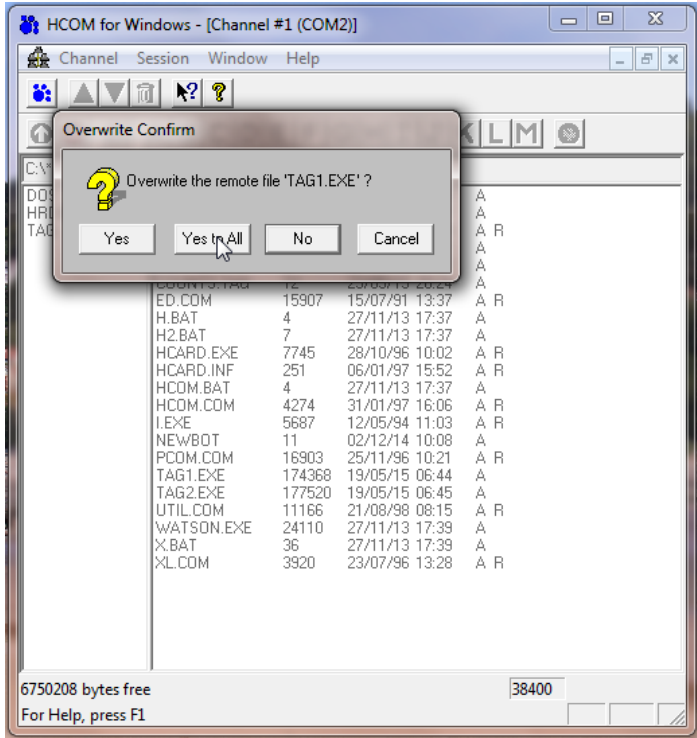 HCOM for Windows - [Channel #1 (COM2)]
Channel Session Window Help
Overwrite Confirm
K L M
C:\*
Overwrite the remote file 'TAG1.EXE' ?
DOS
A
HRD
A
TAG
A R
Yes Yes to All No Cancel
A
A
COUNTS.TAG 12 25/05/15 20:24 A
ED.COM 15907 15/07/91 13:37 A R
H.BAT 4 27/11/13 17:37 A
H2.BAT 7 27/11/13 17:37 A
HCARD.EXE 7745 28/10/96 10:02 A R
HCARD.INF 251 06/01/97 15:52 A R
HCOM.BAT 4 27/11/13 17:37 A
HCOM.COM 4274 31/01/97 16:06 A R
I.EXE 5687 12/05/94 11:03 A R
NEWBOT 11 02/12/14 10:08 A
PCOM.COM 16903 25/11/96 10:21 A R
TAG1.EXE 174368 19/05/15 06:44 A
TAG2.EXE 177520 19/05/15 06:45 A
UTIL.COM 11166 21/08/98 08:15 A R
WATSON.EXE 24110 27/11/13 17:39 A
X.BAT 36 27/11/13 17:39 A
XL.COM 3920 23/07/96 13:28 A R
6750208 bytes free 38400
For Help, press F1